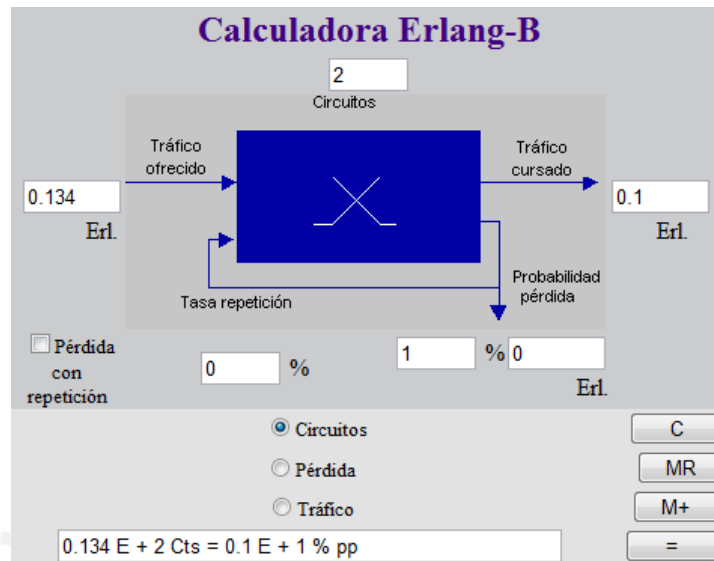 Calculadora Erlang-B
2
Circuitos
Tráfico
ofrecido
Tráfico
cursado
0.134
Erl.
0.1
Erl.
Tasa repetición
Probabilidad
pérdida
Pérdida
con
repetición
0 %
1 % 0
Erl.
Circuitos
Pérdida
Tráfico
C
MR
M+
0.134 E + 2 Cts = 0.1 E + 1 % pp
=